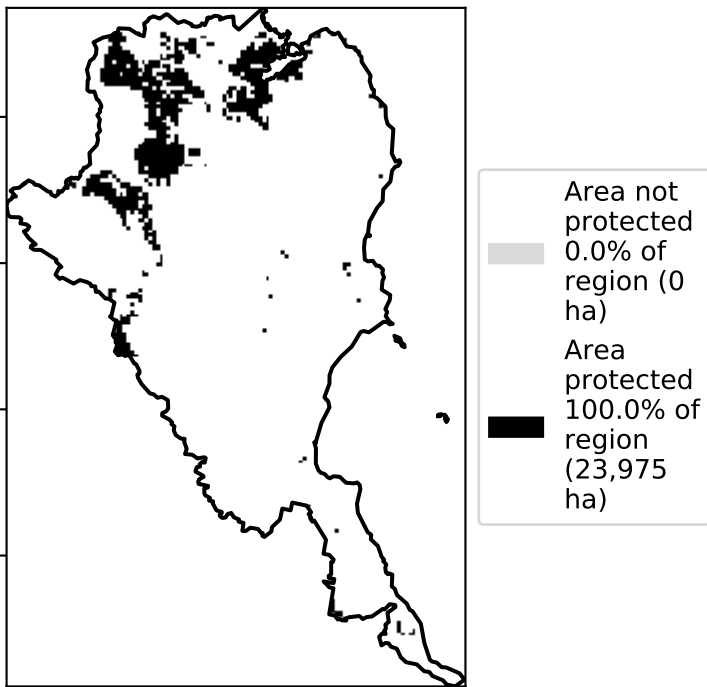 Area not
protected
0.0% of
region (0
ha)
Area
protected
100.0% of
region
(23,975
ha)